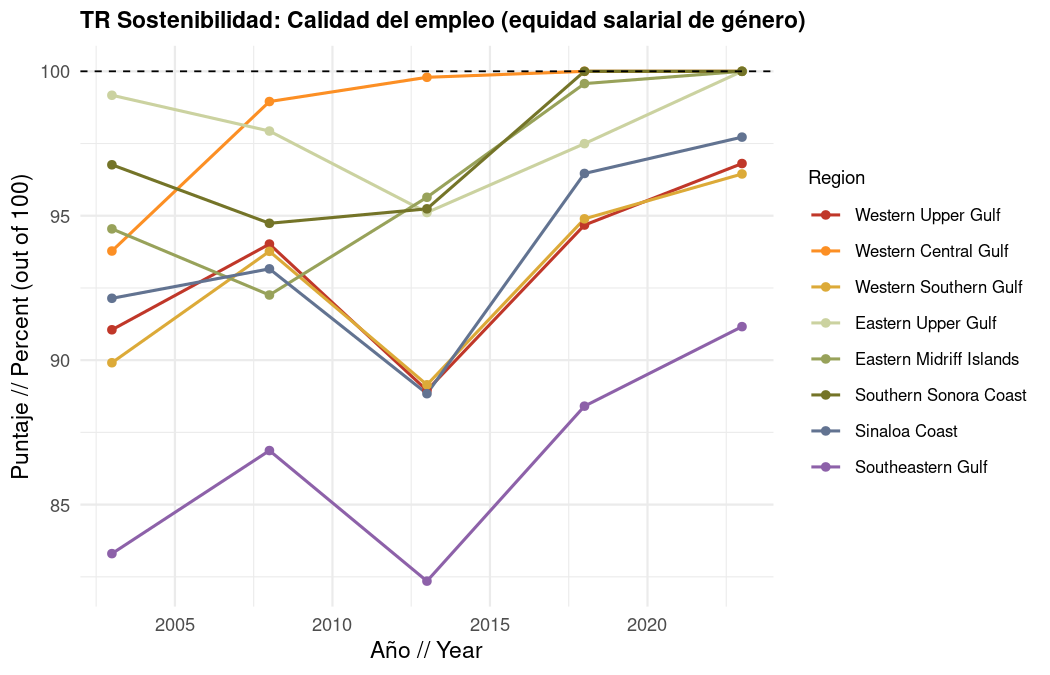 TR Sostenibilidad: Calidad del empleo (equidad salarial de género)
100
95
90
85
Puntaje // Percent (out of 100)
2005 2010 2015 2020
Año // Year
Region
Western Upper Gulf
Western Central Gulf
Western Southern Gulf
Eastern Upper Gulf
Eastern Midriff Islands
Southern Sonora Coast
Sinaloa Coast
Southeastern Gulf